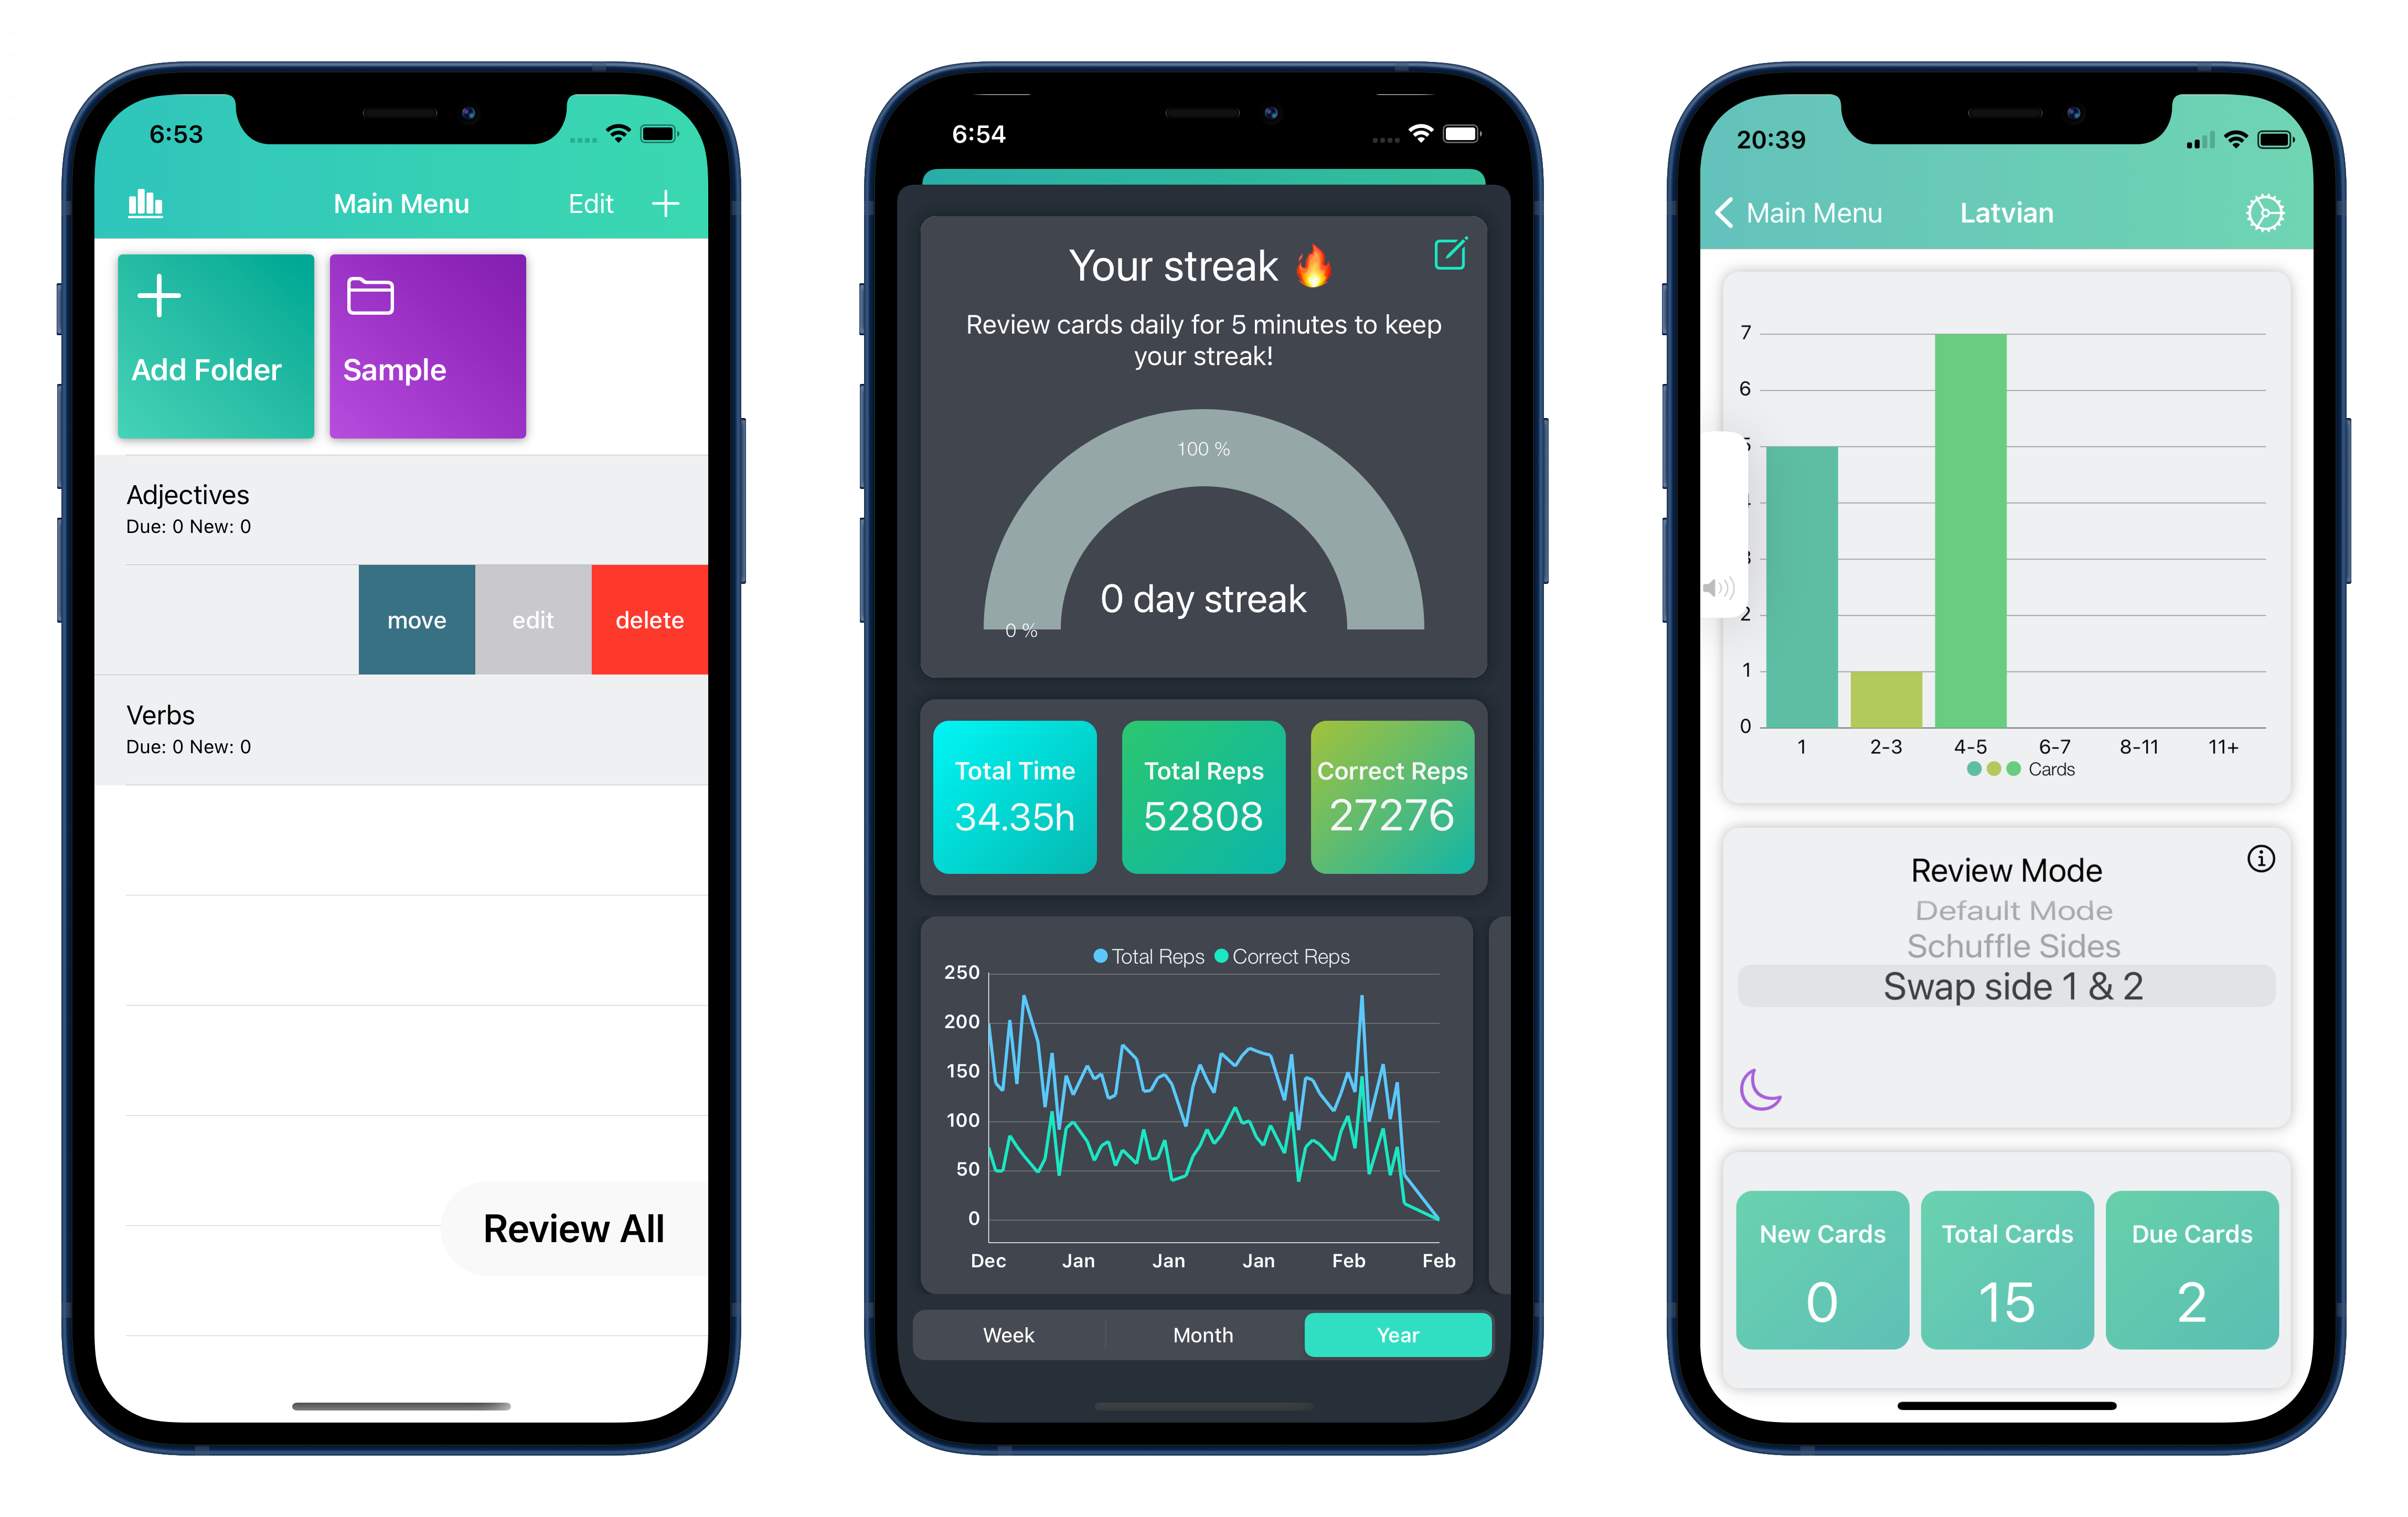 6:53
Main Menu
Edit
Add Folder
Sample
Adjectives
Due: 0 New: 0
move
edit
delete
Verbs
Due: 0 New: 0
Review All
6:54
Your streak 🔥
Review cards daily for 5 minutes to keep
your streak!
100 %
0 day streak
0 %
Total Time
34.35h
Total Reps
52808
Correct Reps
27276
Total Reps Correct Reps
250
200
150
100
50
0
Dec Jan Jan Jan Feb Feb
Week Month Year
20:39
Main Menu
Latvian
7
6
5
2
1
0
1 2-3 4-5 6-7 8-11 11+
Cards
Review Mode
Default Mode
Schuffle Sides
Swap side 1 & 2
New Cards
0
Total Cards
15
Due Cards
2